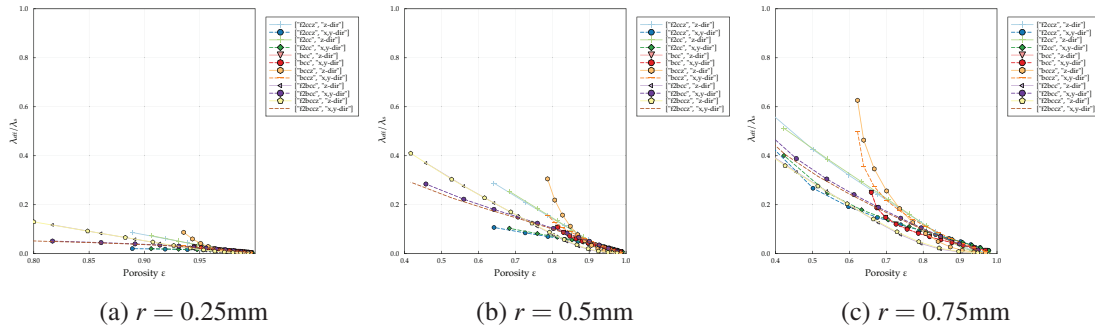 1.0
0.8
0.6
0.4
0.2
0.0
λeff/λs
0.80
0.85
0.90
0.95
Porosity ε
["f2ccz", "z-dir"]
["f2ccz", "x,y-dir"]
["f2cc", "z-dir"]
["f2cc", "x,y-dir"]
["bcc", "z-dir"]
["bcc", "x,y-dir"]
["bccz", "z-dir"]
["bccz", "x,y-dir"]
["f2bcc", "z-dir"]
["f2bcc", "x,y-dir"]
["f2bccz", "z-dir"]
["f2bccz", "x,y-dir"]
(a) r = 0.25mm
1.0
0.8
0.6
0.4
0.2
0.0
λeff/λs
0.4
0.5
0.6
0.7
0.8
0.9
1.0
Porosity ε
["f2ccz", "z-dir"]
["f2ccz", "x,y-dir"]
["f2cc", "z-dir"]
["f2cc", "x,y-dir"]
["bcc", "z-dir"]
["bcc", "x,y-dir"]
["bccz", "z-dir"]
["bccz", "x,y-dir"]
["f2bcc", "z-dir"]
["f2bcc", "x,y-dir"]
["f2bccz", "z-dir"]
["f2bccz", "x,y-dir"]
(b) r = 0.5mm
1.0
0.8
0.6
0.4
0.2
0.0
λeff/λs
0.4
0.5
0.6
0.7
0.8
0.9
1.0
Porosity ε
["f2ccz", "z-dir"]
["f2ccz", "x,y-dir"]
["f2cc", "z-dir"]
["f2cc", "x,y-dir"]
["bcc", "z-dir"]
["bcc", "x,y-dir"]
["bccz", "z-dir"]
["bccz", "x,y-dir"]
["f2bcc", "z-dir"]
["f2bcc", "x,y-dir"]
["f2bccz", "z-dir"]
["f2bccz", "x,y-dir"]
(c) r = 0.75mm